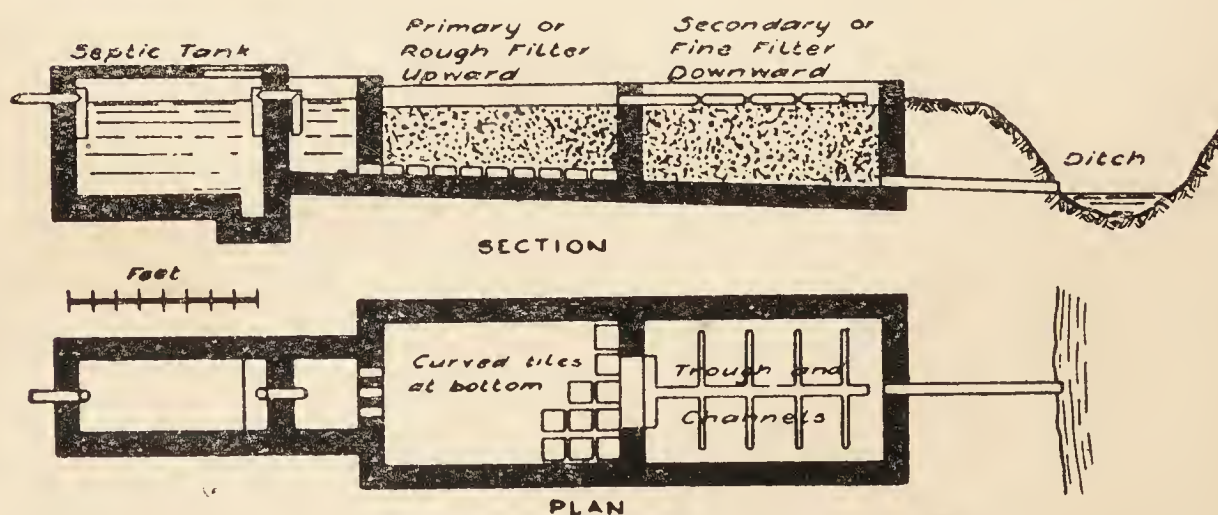 Septic Tank
Primary or
Rough Filter
Upward
Secondary or
Fine Filter
Downward
Ditch
SECTION
Feet
Curved tiles
at bottom
Trough and
Channels
PLAN